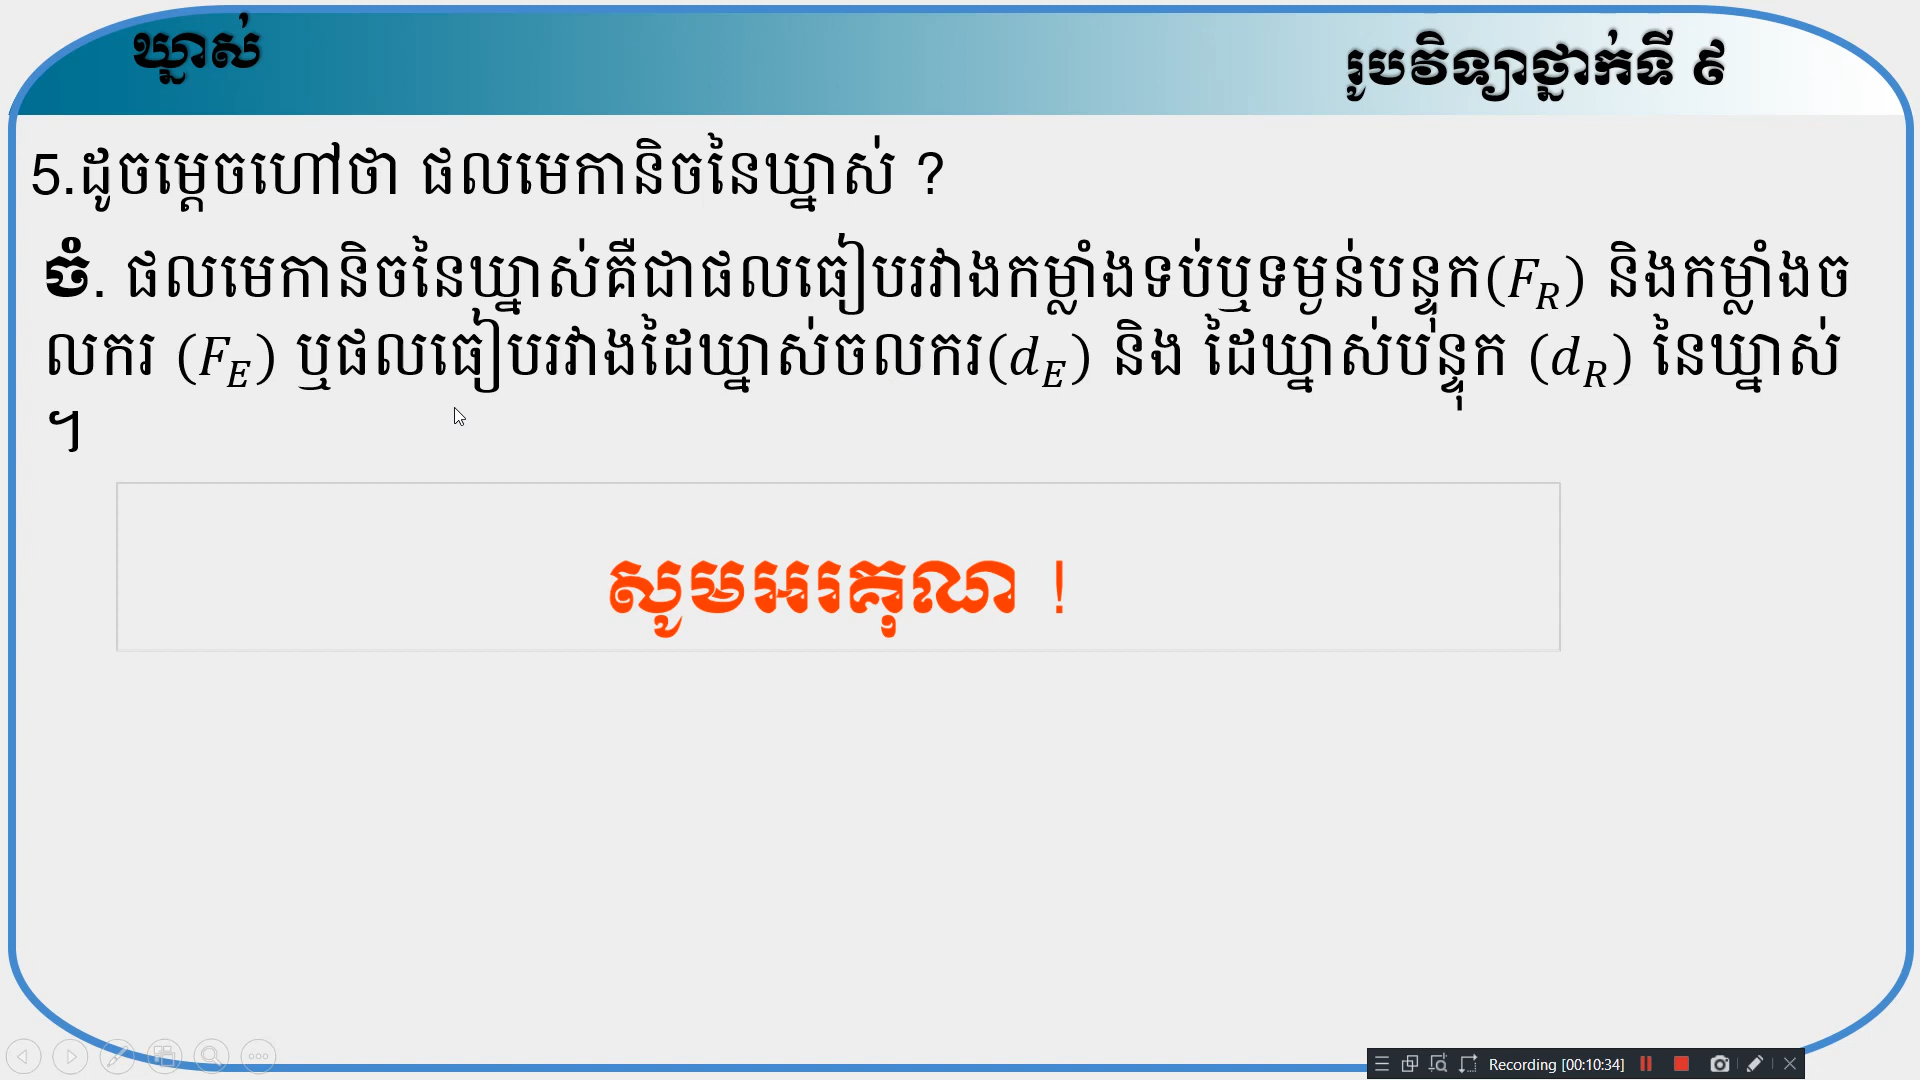 ឃ្នាស់
រូបវិទ្យាថ្នាក់ទី ៩
5.ដូចម្ដេចហៅថា ផលមេកានិចនៃឃ្នាស់ ?
ចំ. ផលមេកានិចនៃឃ្នាស់គឺជាផលធៀបរវាងកម្លាំងទប់ឬទម្ងន់បន្ទុក(F_R) និងកម្លាំងច
លករ (F_E) ឬផលធៀបរវាងដៃឃ្នាស់ចលករ(d_E) និង ដៃឃ្នាស់បន្ទុក (d_R) នៃឃ្នាស់
។
សូមអរគុណ !
Recording [00:10:34]